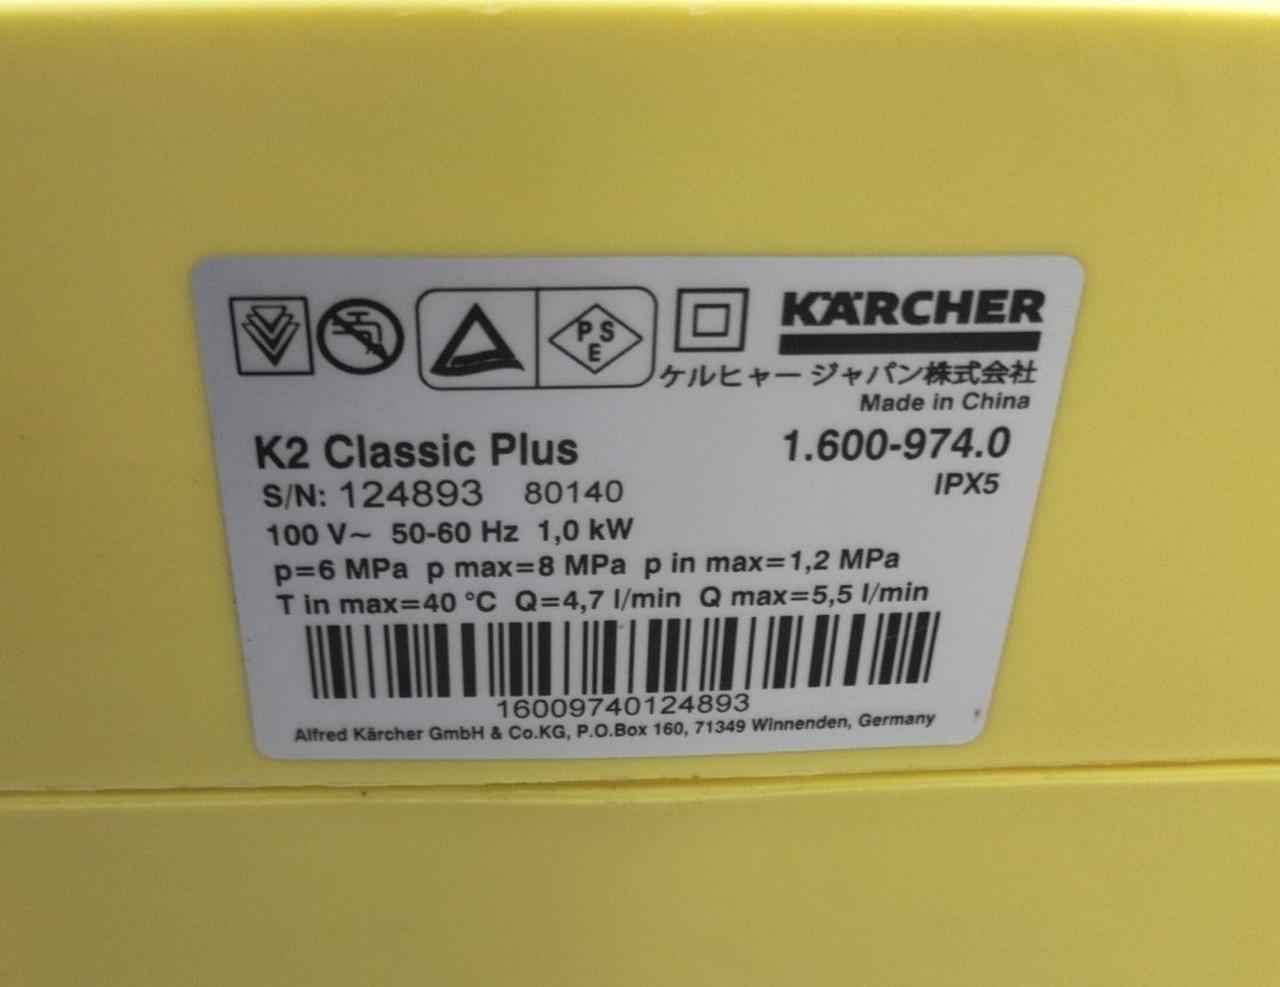 PSE
KÄRCHER
ケルヒャー ジャパン株式会社
Made in China
K2 Classic Plus 1.600-974.0
S/N: 124893 80140 IPX5
100 V~ 50-60 Hz 1,0 kW
p=6 MPa p max=8 MPa p in max=1,2 MPa
T in max=40 °C Q=4,7 l/min Q max=5,5 l/min
16009740124893
Alfred Kärcher GmbH & Co.KG, P.O.Box 160, 71349 Winnenden, Germany